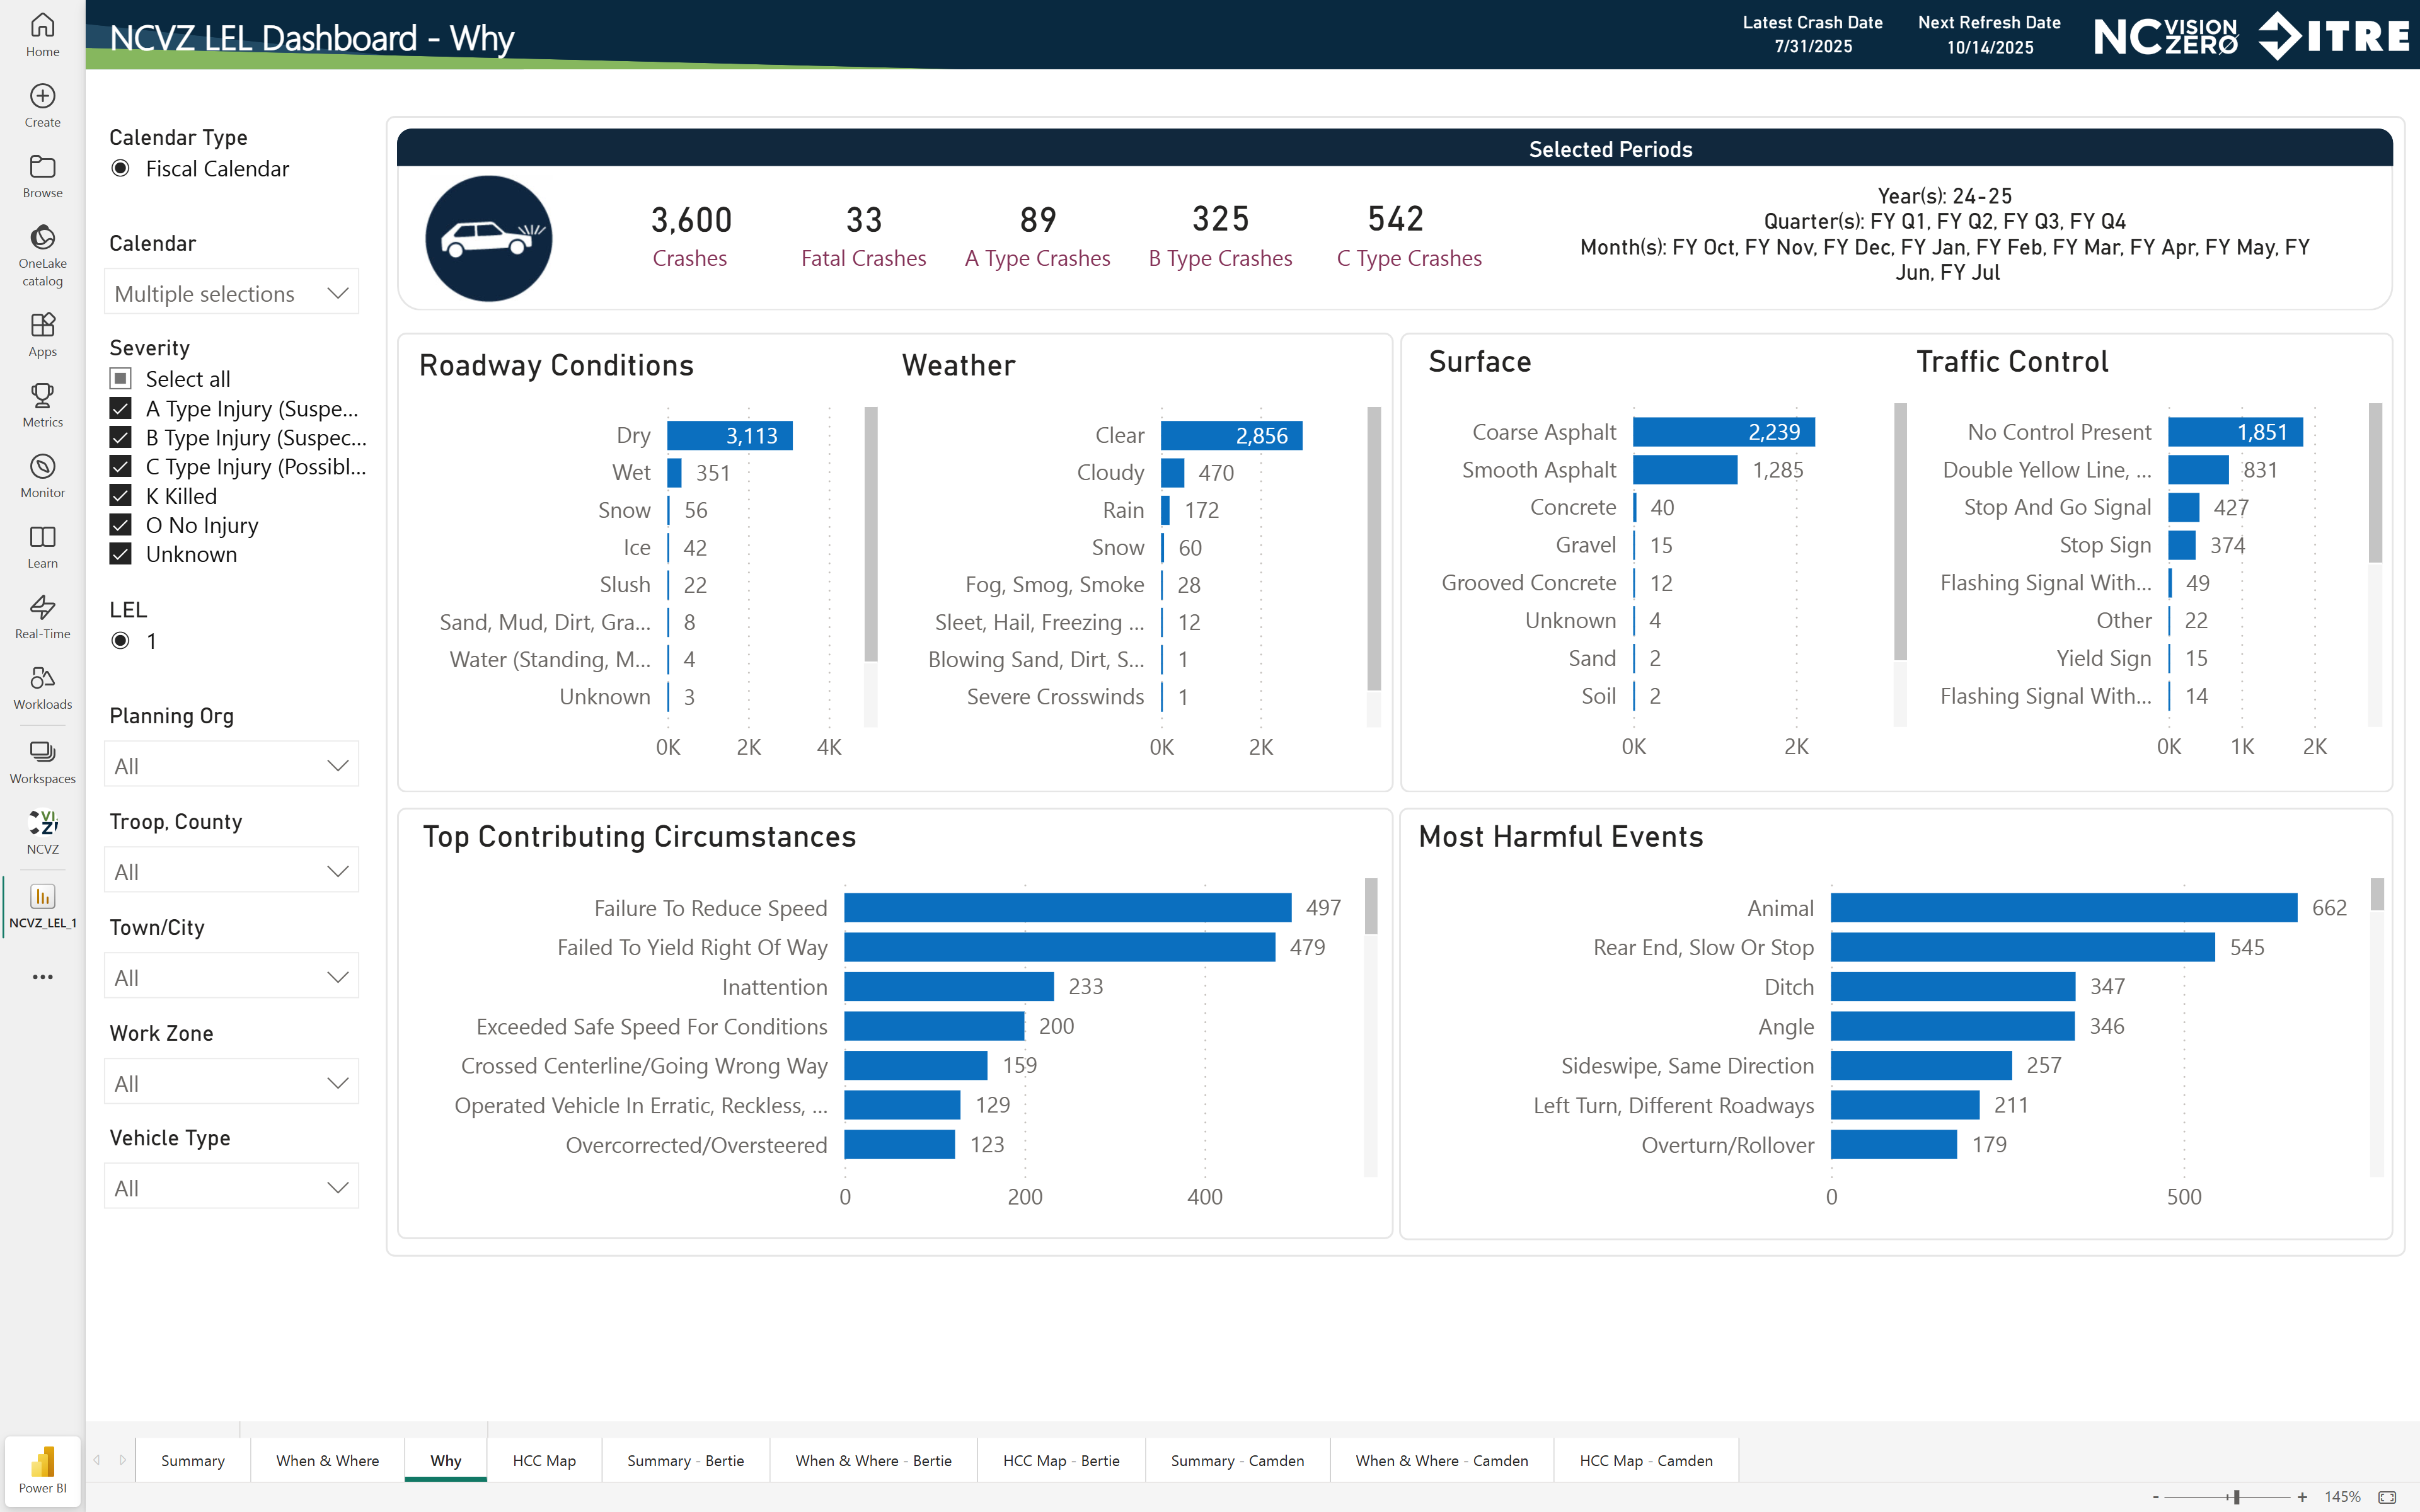 NCVZ LEL Dashboard - Why
Latest Crash Date
7/31/2025
Next Refresh Date
10/14/2025
NC VISION ZERO
ITRE
Home
Create
Browse
OneLake
catalog
Apps
Metrics
Monitor
Learn
Real-Time
Workloads
Workspaces
NCVZ
NCVZ_LEL_1
Power BI
Calendar Type
Fiscal Calendar
Calendar
Multiple selections
Severity
Select all
A Type Injury (Suspe...
B Type Injury (Suspec...
C Type Injury (Possibl...
K Killed
O No Injury
Unknown
LEL
1
Planning Org
All
Troop, County
All
Town/City
All
Work Zone
All
Vehicle Type
All
Selected Periods
3,600
Crashes
33
Fatal Crashes
89
A Type Crashes
325
B Type Crashes
542
C Type Crashes
Year(s): 24-25
Quarter(s): FY Q1, FY Q2, FY Q3, FY Q4
Month(s): FY Oct, FY Nov, FY Dec, FY Jan, FY Feb, FY Mar, FY Apr, FY May, FY
Jun, FY Jul
Roadway Conditions
Dry 3,113
Wet 351
Snow 56
Ice 42
Slush 22
Sand, Mud, Dirt, Gra... 8
Water (Standing, M... 4
Unknown 3
0K 2K 4K
Weather
Clear 2,856
Cloudy 470
Rain 172
Snow 60
Fog, Smog, Smoke 28
Sleet, Hail, Freezing ... 12
Blowing Sand, Dirt, S... 1
Severe Crosswinds 1
0K 2K
Surface
Coarse Asphalt 2,239
Smooth Asphalt 1,285
Concrete 40
Gravel 15
Grooved Concrete 12
Unknown 4
Sand 2
Soil 2
0K 2K
Traffic Control
No Control Present 1,851
Double Yellow Line, ... 831
Stop And Go Signal 427
Stop Sign 374
Flashing Signal With... 49
Other 22
Yield Sign 15
Flashing Signal With... 14
0K 1K 2K
Top Contributing Circumstances
Failure To Reduce Speed 497
Failed To Yield Right Of Way 479
Inattention 233
Exceeded Safe Speed For Conditions 200
Crossed Centerline/Going Wrong Way 159
Operated Vehicle In Erratic, Reckless, ... 129
Overcorrected/Oversteered 123
0 200 400
Most Harmful Events
Animal 662
Rear End, Slow Or Stop 545
Ditch 347
Angle 346
Sideswipe, Same Direction 257
Left Turn, Different Roadways 211
Overturn/Rollover 179
0 500
Summary
When & Where
Why
HCC Map
Summary - Bertie
When & Where - Bertie
HCC Map - Bertie
Summary - Camden
When & Where - Camden
HCC Map - Camden
- + 145%